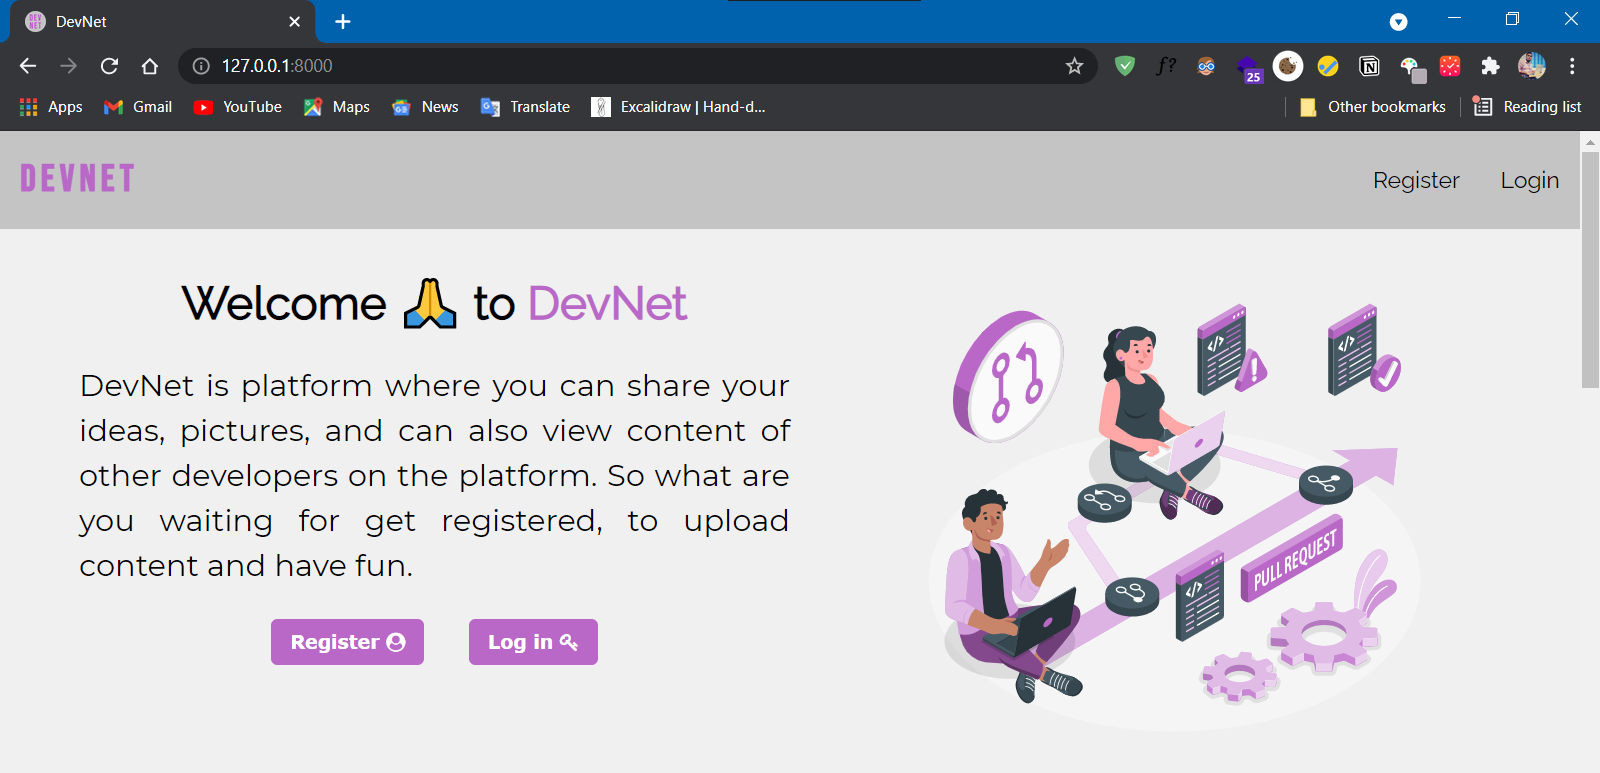 DevNet
127.0.0.1:8000
f?
25
Apps Gmail YouTube Maps News Translate Excalidraw | Hand-d... Other bookmarks Reading list
DEVNET
Register Login
Welcome 🙏 to DevNet
DevNet is platform where you can share your
ideas, pictures, and can also view content of
other developers on the platform. So what are
you waiting for get registered, to upload
content and have fun.
Register Log in
</>
</>
</>
PULL REQUEST